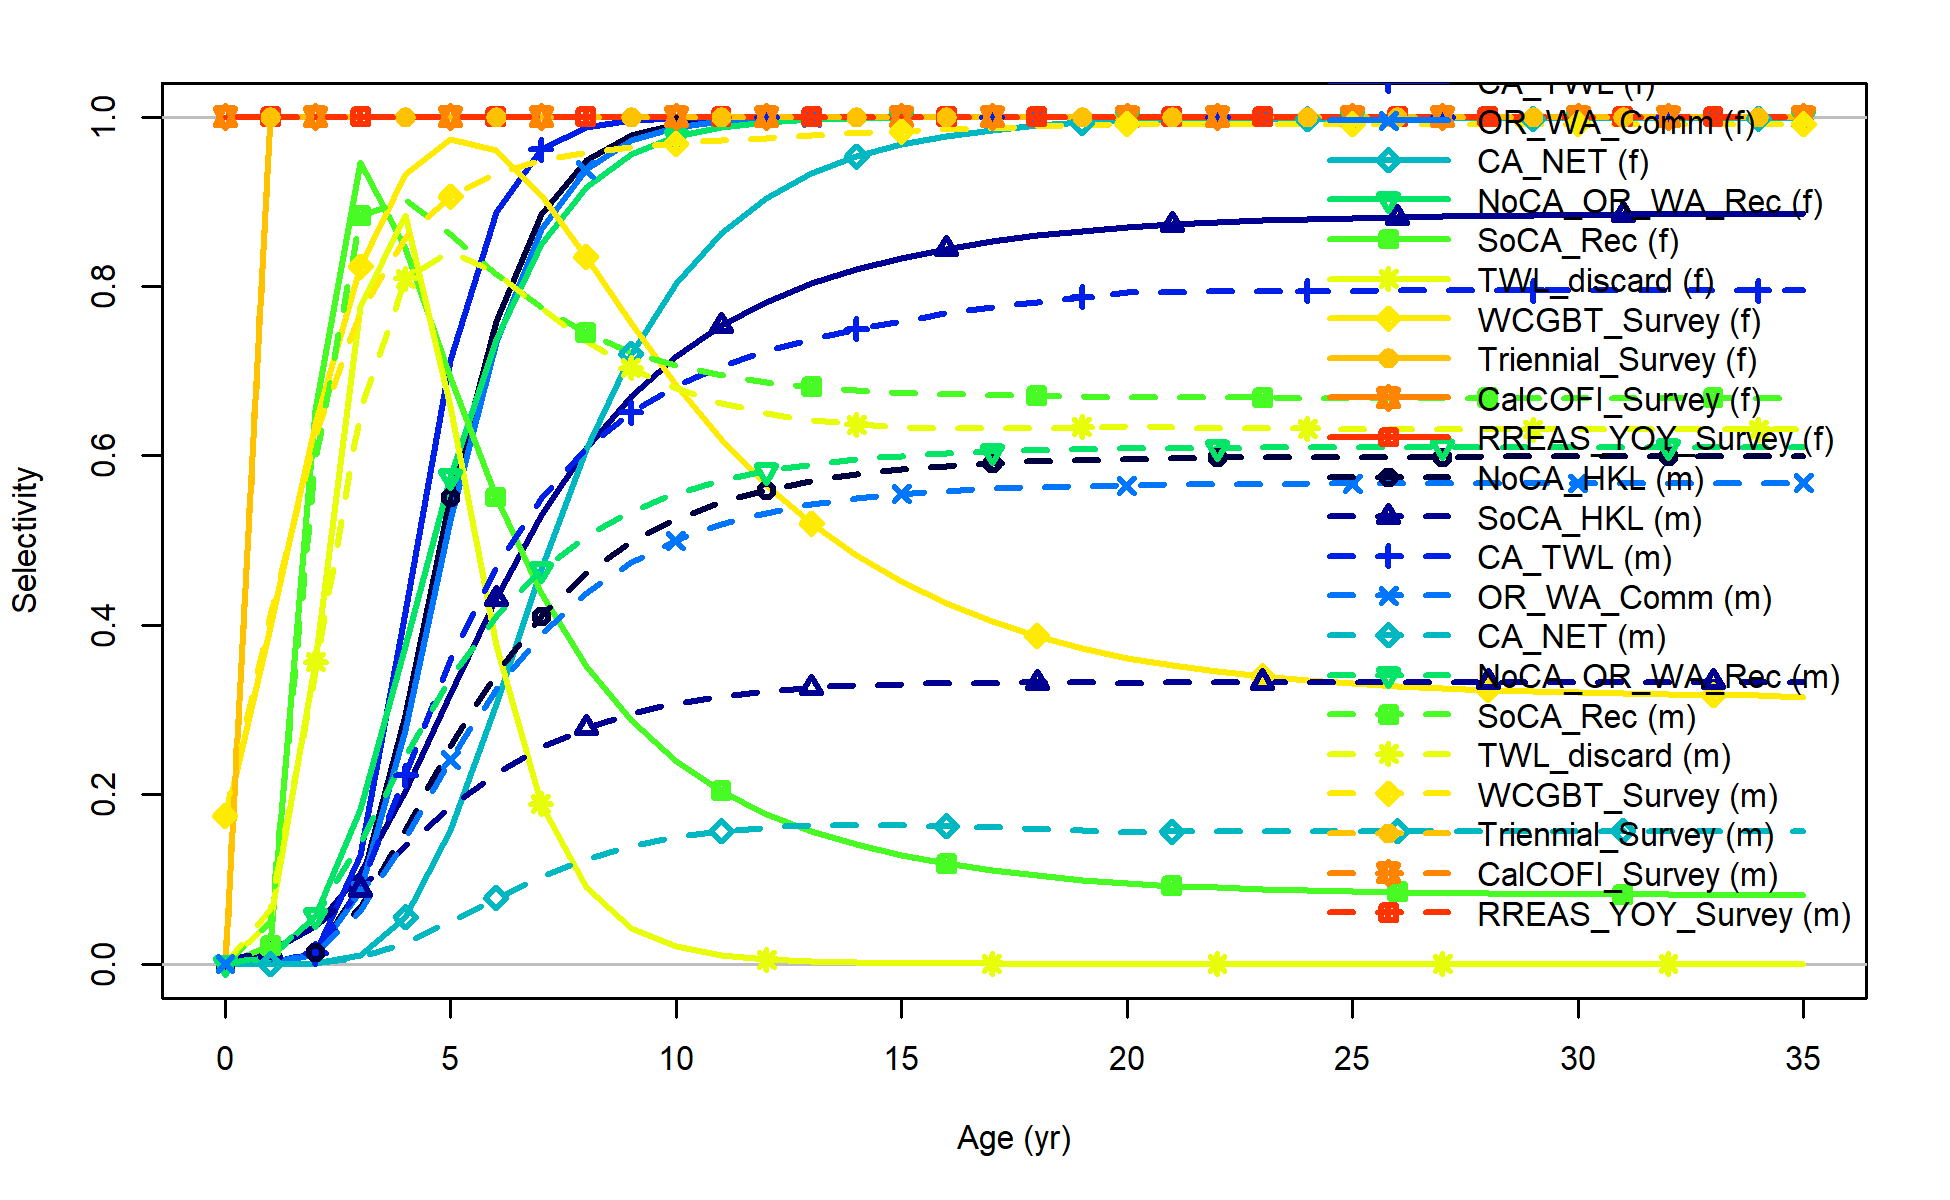 CA_TWL (f)
OR_WA_Comm (f)
CA_NET (f)
NoCA_OR_WA_Rec (f)
SoCA_Rec (f)
TWL_discard (f)
WCGBT_Survey (f)
Triennial_Survey (f)
CalCOFI_Survey (f)
RREAS_YOY_Survey (f)
NoCA_HKL (m)
SoCA_HKL (m)
CA_TWL (m)
OR_WA_Comm (m)
CA_NET (m)
NoCA_OR_WA_Rec (m)
SoCA_Rec (m)
TWL_discard (m)
WCGBT_Survey (m)
Triennial_Survey (m)
CalCOFI_Survey (m)
RREAS_YOY_Survey (m)
1.0
0.8
0.6
0.4
0.2
0.0
Selectivity
0 5 10 15 20 25 30 35
Age (yr)